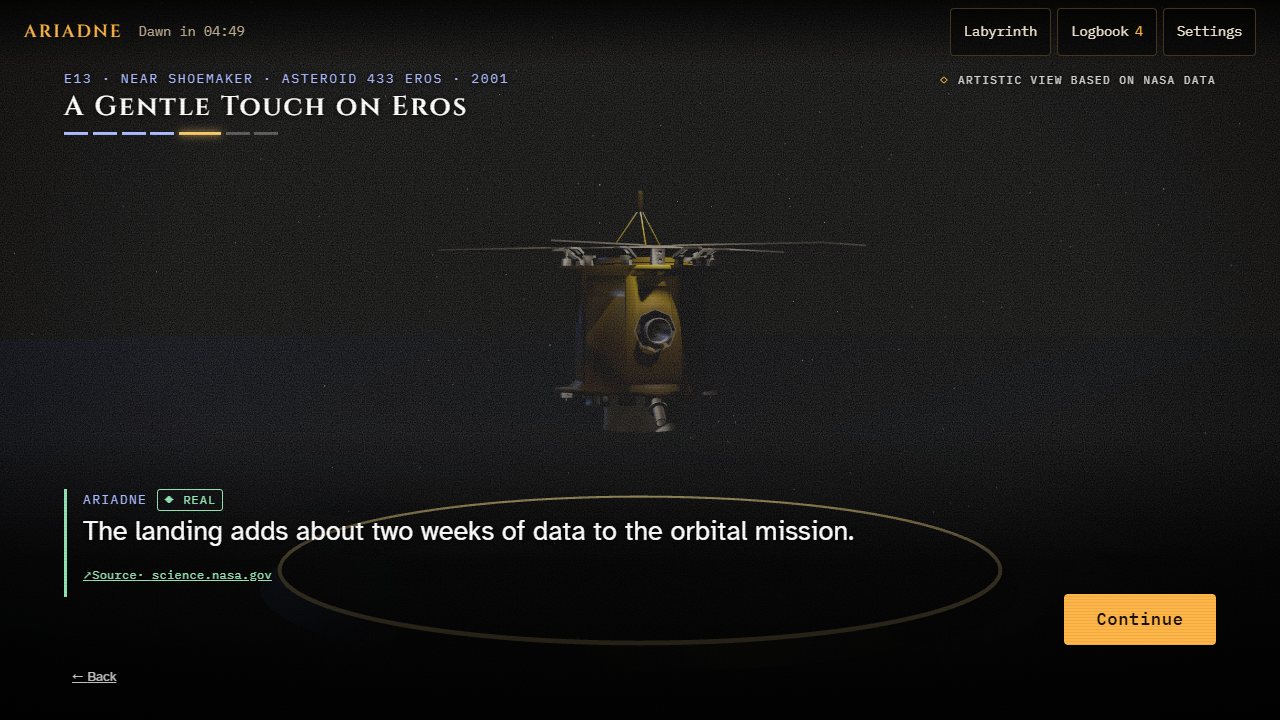 ARIADNE Dawn in 04:49 Labyrinth Logbook 4 Settings
E13 · NEAR SHOEMAKER · ASTEROID 433 EROS · 2001
◇ ARTISTIC VIEW BASED ON NASA DATA
A Gentle Touch on Eros
ARIADNE ◆ REAL
The landing adds about two weeks of data to the orbital mission.
↗Source· science.nasa.gov
Continue
← Back